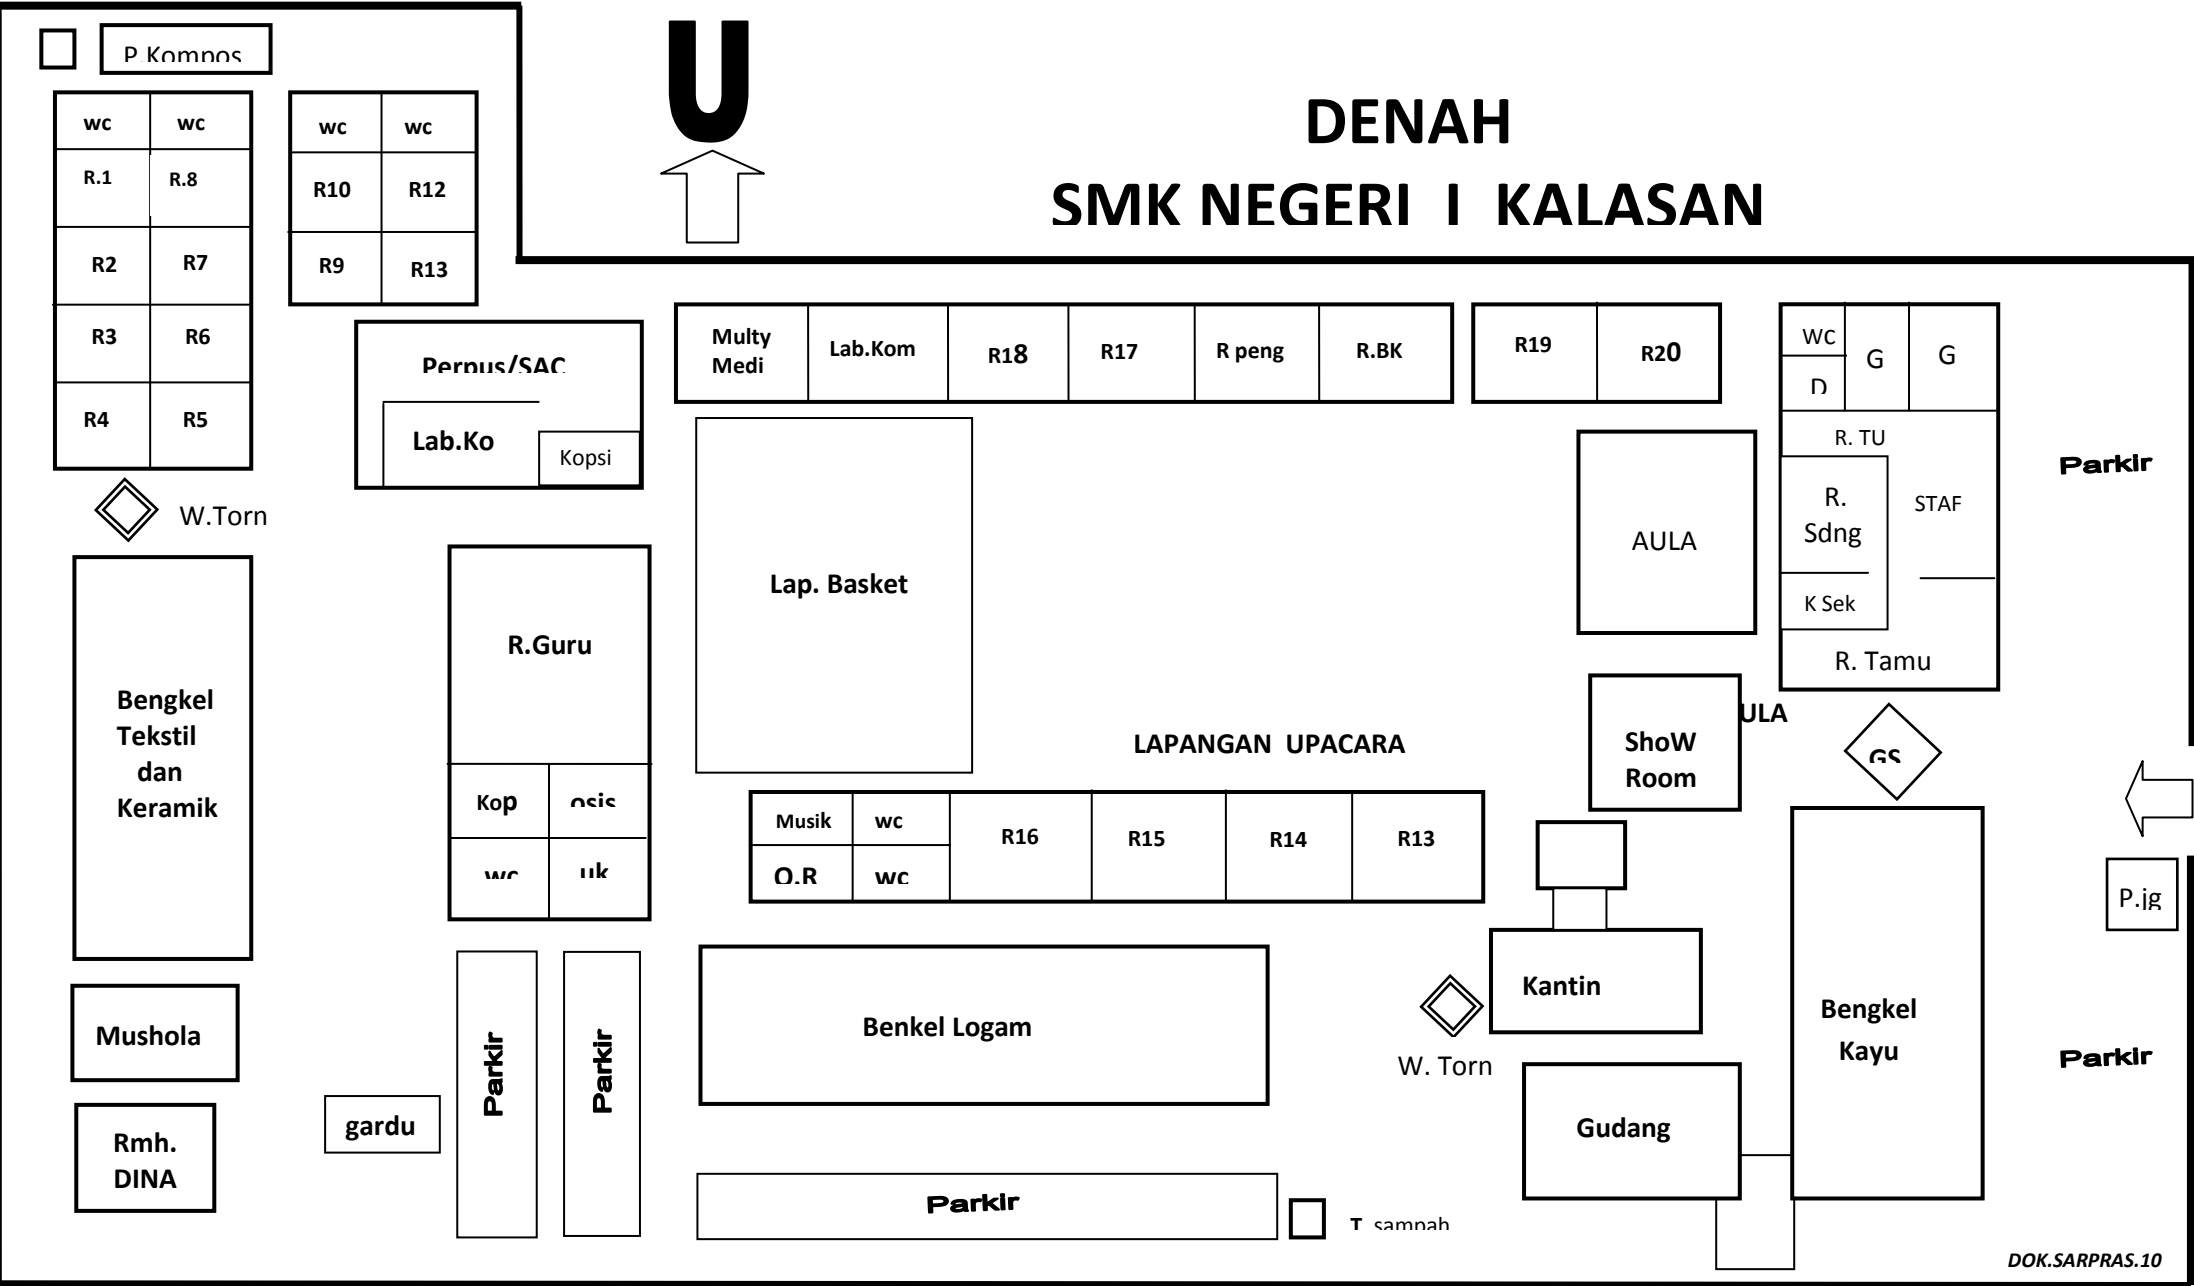 P.Kompos
U
DENAH
SMK NEGERI I KALASAN
wc wc
R.1 R.8
R2 R7
R3 R6
R4 R5
wc wc
R10 R12
R9 R13
Perpus/SAC
Lab.Ko
Kopsi
Multy
Medi
Lab.Kom
R18
R17
R peng
R.BK
R19
R20
WC
D
G
G
R. TU
R.
Sdng
STAF
K Sek
R. Tamu
Parkir
W.Torn
AULA
Lap. Basket
R.Guru
Kop osis
wc uk
Bengkel
Tekstil
dan
Keramik
LAPANGAN UPACARA
ShoW
Room
ULA
GS
Musik wc
O.R wc
R16
R15
R14
R13
P.jg
Kantin
W. Torn
Bengkel
Kayu
Parkir
Mushola
Rmh.
DINA
gardu
Parkir
Parkir
Benkel Logam
Gudang
Parkir
T sampah
DOK.SARPRAS.10